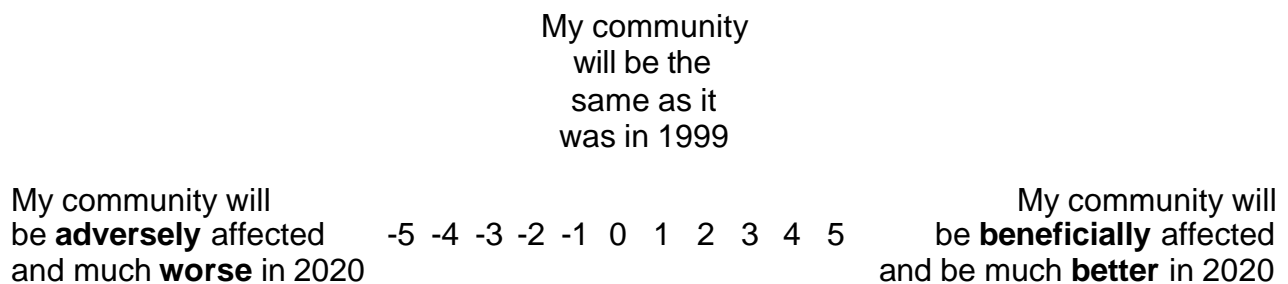 My community
will be the
same as it
was in 1999
My community will
be adversely affected
and much worse in 2020
-5 -4 -3 -2 -1 0 1 2 3 4 5
My community will
be beneficially affected
and be much better in 2020